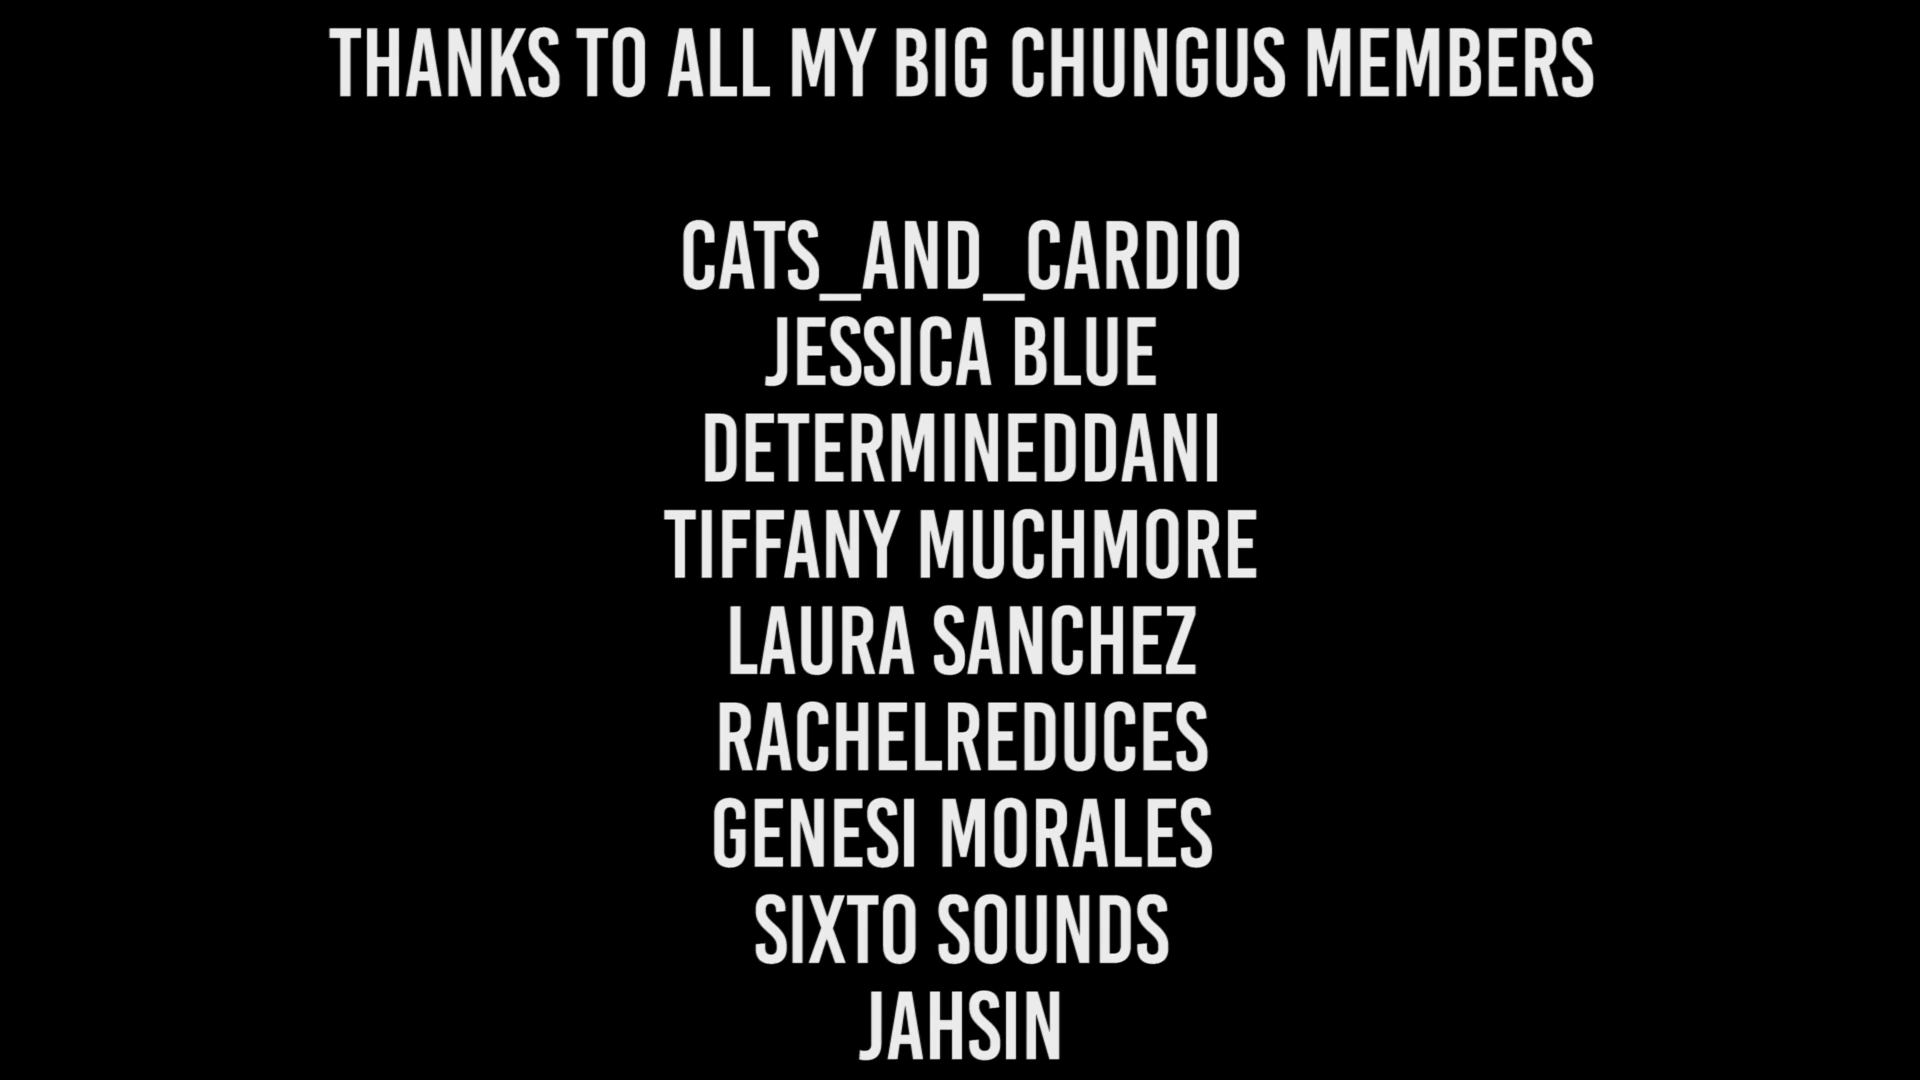 THANKS TO ALL MY BIG CHUNGUS MEMBERS
CATS_AND_CARDIO
JESSICA BLUE
DETERMINEDDANI
TIFFANY MUCHMORE
LAURA SANCHEZ
RACHELREDUCES
GENESI MORALES
SIXTO SOUNDS
JAHSIN